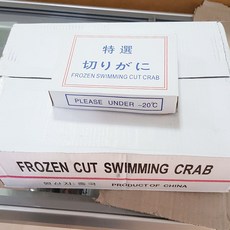 特選
切りがに
FROZEN SWIMMING CUT CRAB
PLEASE UNDER -20℃
FROZEN CUT SWIMMING CRAB
PRODUCT OF CHINA